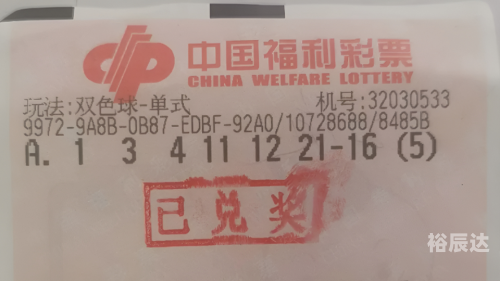 中国福利彩票
CHINA WELFARE LOTTERY
玩法:双色球-单式 机号:32030533
9972-9A8B-0B87-EDBF-92A0/10728688/8485B
A. 1 3 4 11 12 21-16 (5)
已兑奖
裕辰达